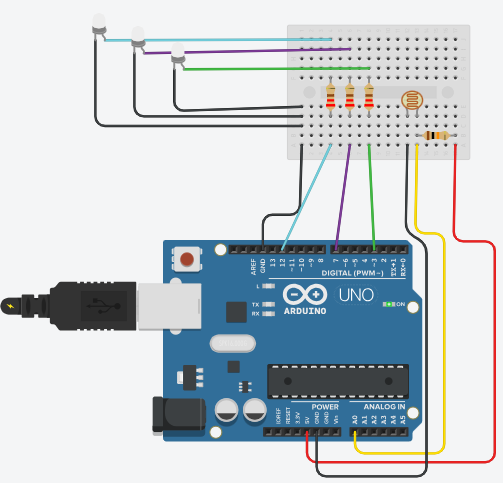 AREF
GND
13
12
~11
~10
~9
8
7
~6
~5
4
~3
2
TX→1
RX←0
DIGITAL (PWM~)
L
TX
RX
UNO
ON
ARDUINO
IOREF
RESET
3.3V
5V
GND
GND
Vin
POWER
ANALOG IN
A0
A1
A2
A3
A4
A5